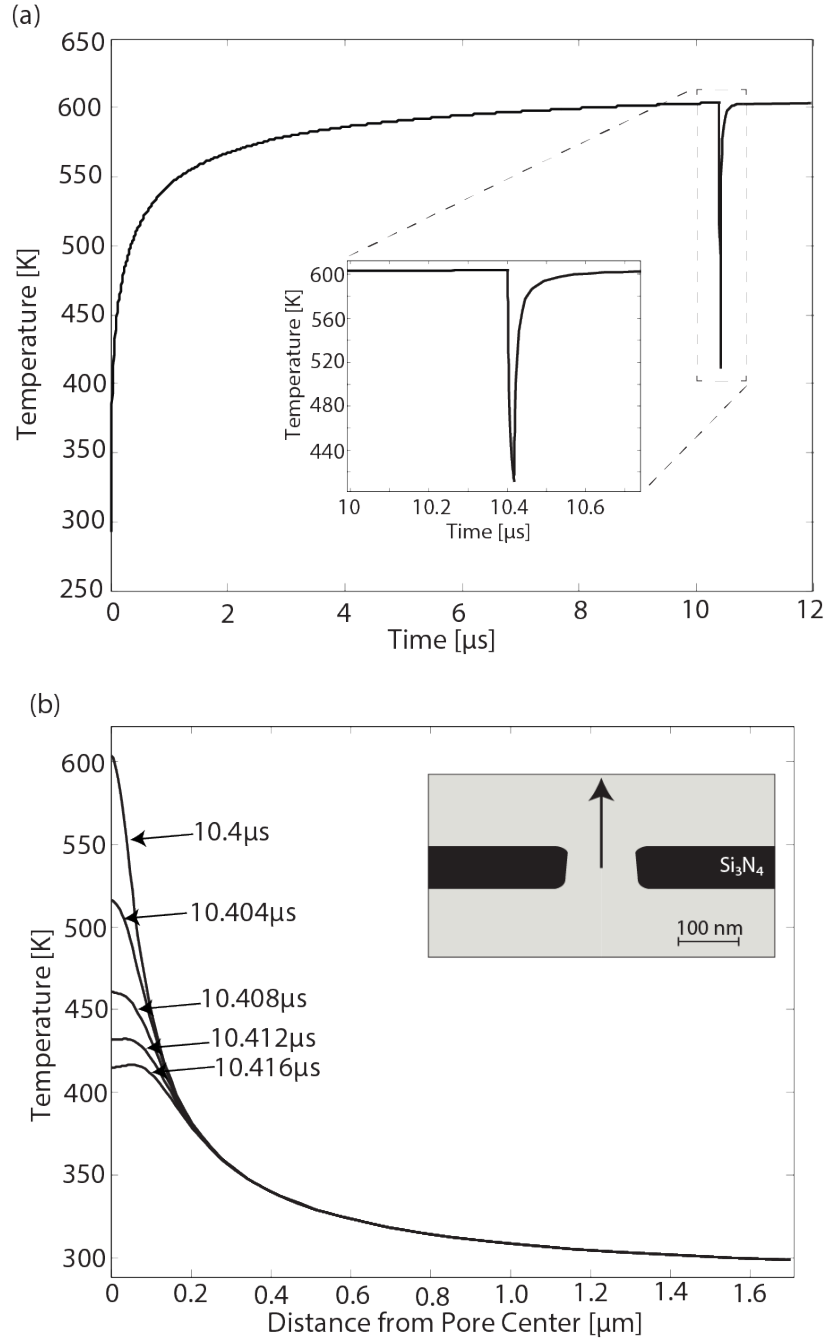 (a)
650
600
550
500
450
400
350
300
250
Temperature [K]
0 2 4 6 8 10 12
Time [µs]
600
560
520
480
440
Temperature [K]
10 10.2 10.4 10.6
Time [µs]
(b)
600
550
500
450
400
350
300
Temperature [K]
10.4µs
10.404µs
10.408µs
10.412µs
10.416µs
Si₃N₄
100 nm
0 0.2 0.4 0.6 0.8 1.0 1.2 1.4 1.6
Distance from Pore Center [µm]